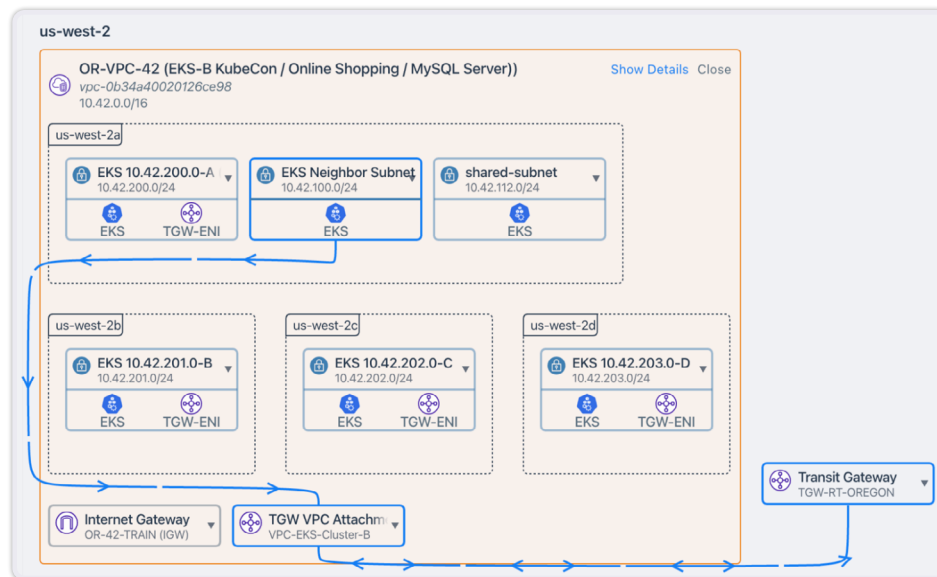 us-west-2
OR-VPC-42 (EKS-B KubeCon / Online Shopping / MySQL Server))
Show Details Close
vpc-0b34a40020126ce98
10.42.0.0/16
us-west-2a
EKS 10.42.200.0-A
10.42.200.0/24
EKS TGW-ENI
EKS Neighbor Subnet
10.42.100.0/24
EKS
shared-subnet
10.42.112.0/24
EKS
us-west-2b
EKS 10.42.201.0-B
10.42.201.0/24
EKS TGW-ENI
us-west-2c
EKS 10.42.202.0-C
10.42.202.0/24
EKS TGW-ENI
us-west-2d
EKS 10.42.203.0-D
10.42.203.0/24
EKS TGW-ENI
Transit Gateway
TGW-RT-OREGON
Internet Gateway
OR-42-TRAIN (IGW)
TGW VPC Attachm
VPC-EKS-Cluster-B